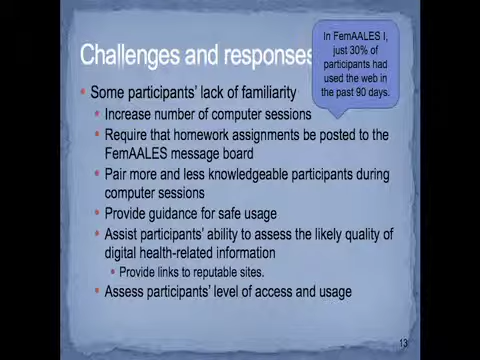 Challenges and responses
In FemAALES I,
just 30% of
participants had
used the web in
the past 90 days.
Some participants' lack of familiarity
Increase number of computer sessions
Require that homework assignments be posted to the
FemAALES message board
Pair more and less knowledgeable participants during
computer sessions
Provide guidance for safe usage
Assist participants' ability to assess the likely quality of
digital health-related information
Provide links to reputable sites.
Assess participants' level of access and usage
13